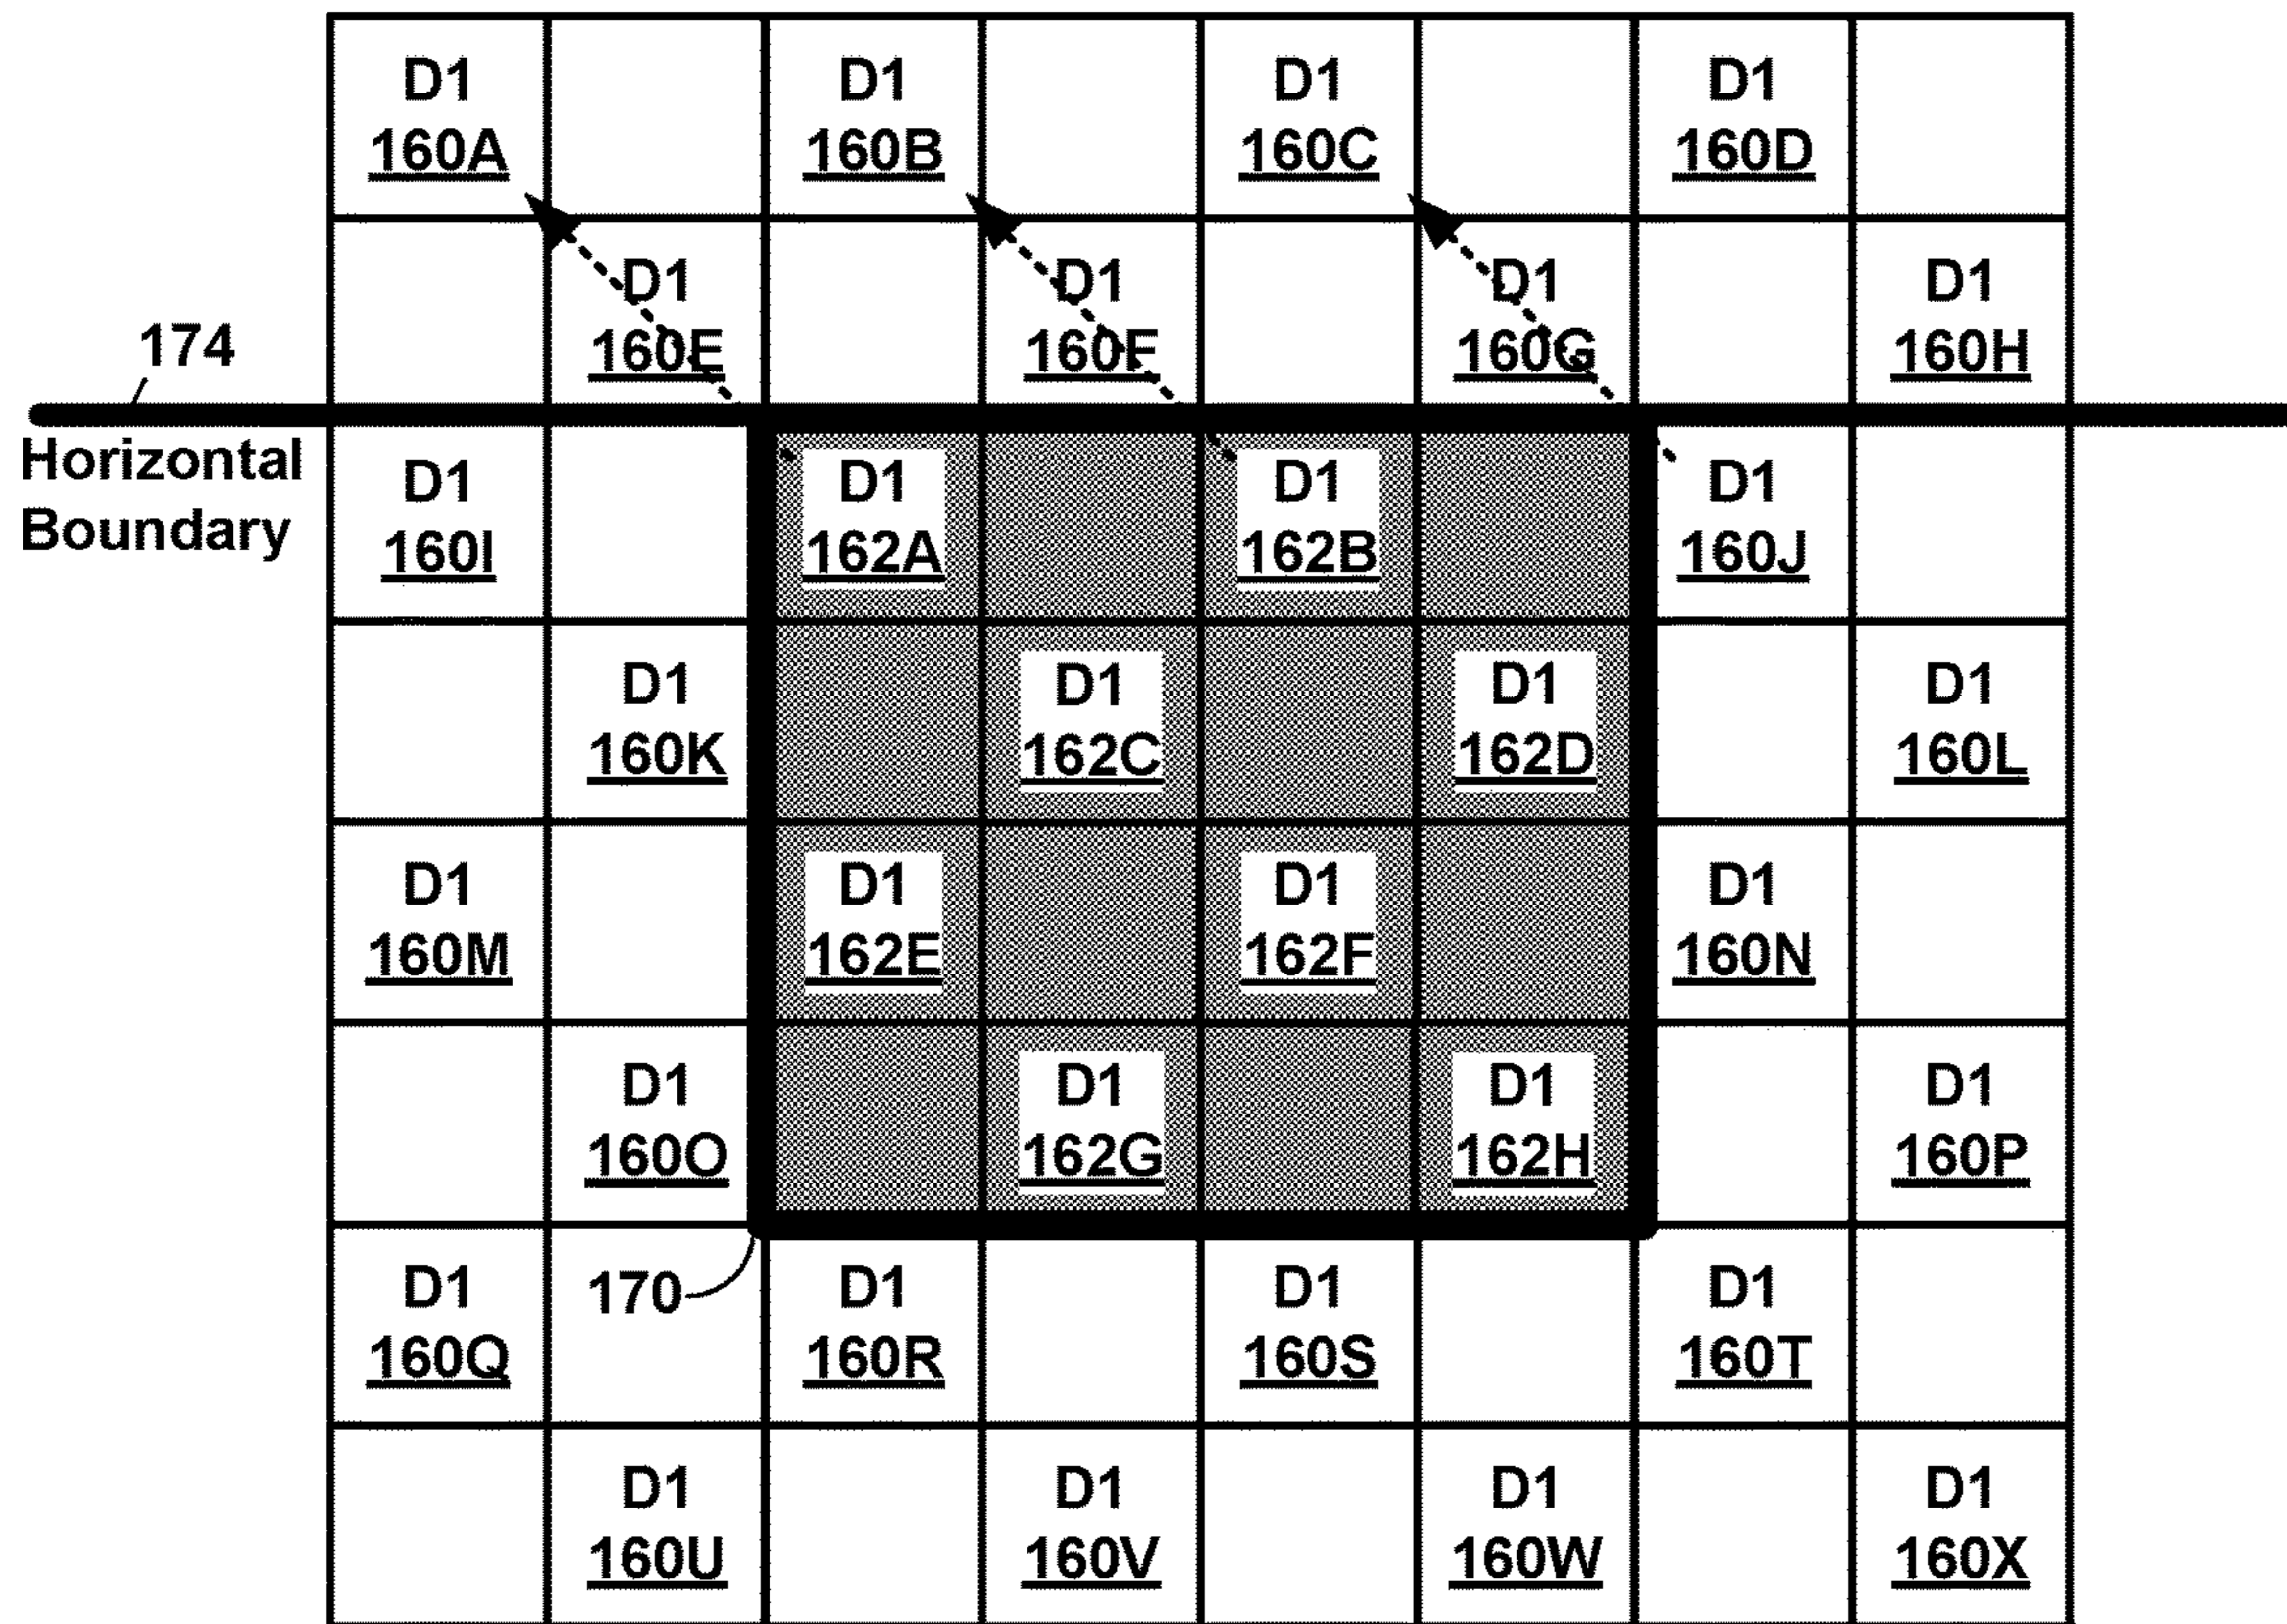 D1 D1 D1 D1
160A 160B 160C 160D
D1 D1 D1 D1
160E 160F 160G 160H
174
Horizontal
Boundary
D1 D1 D1 D1
160I 162A 162B 160J
D1 D1 D1 D1
160K 162C 162D 160L
D1 D1 D1 D1
160M 162E 162F 160N
D1 D1 D1 D1
160O 162G 162H 160P
D1 D1 D1 D1
160Q 170 160R 160S 160T
D1 D1 D1 D1
160U 160V 160W 160X